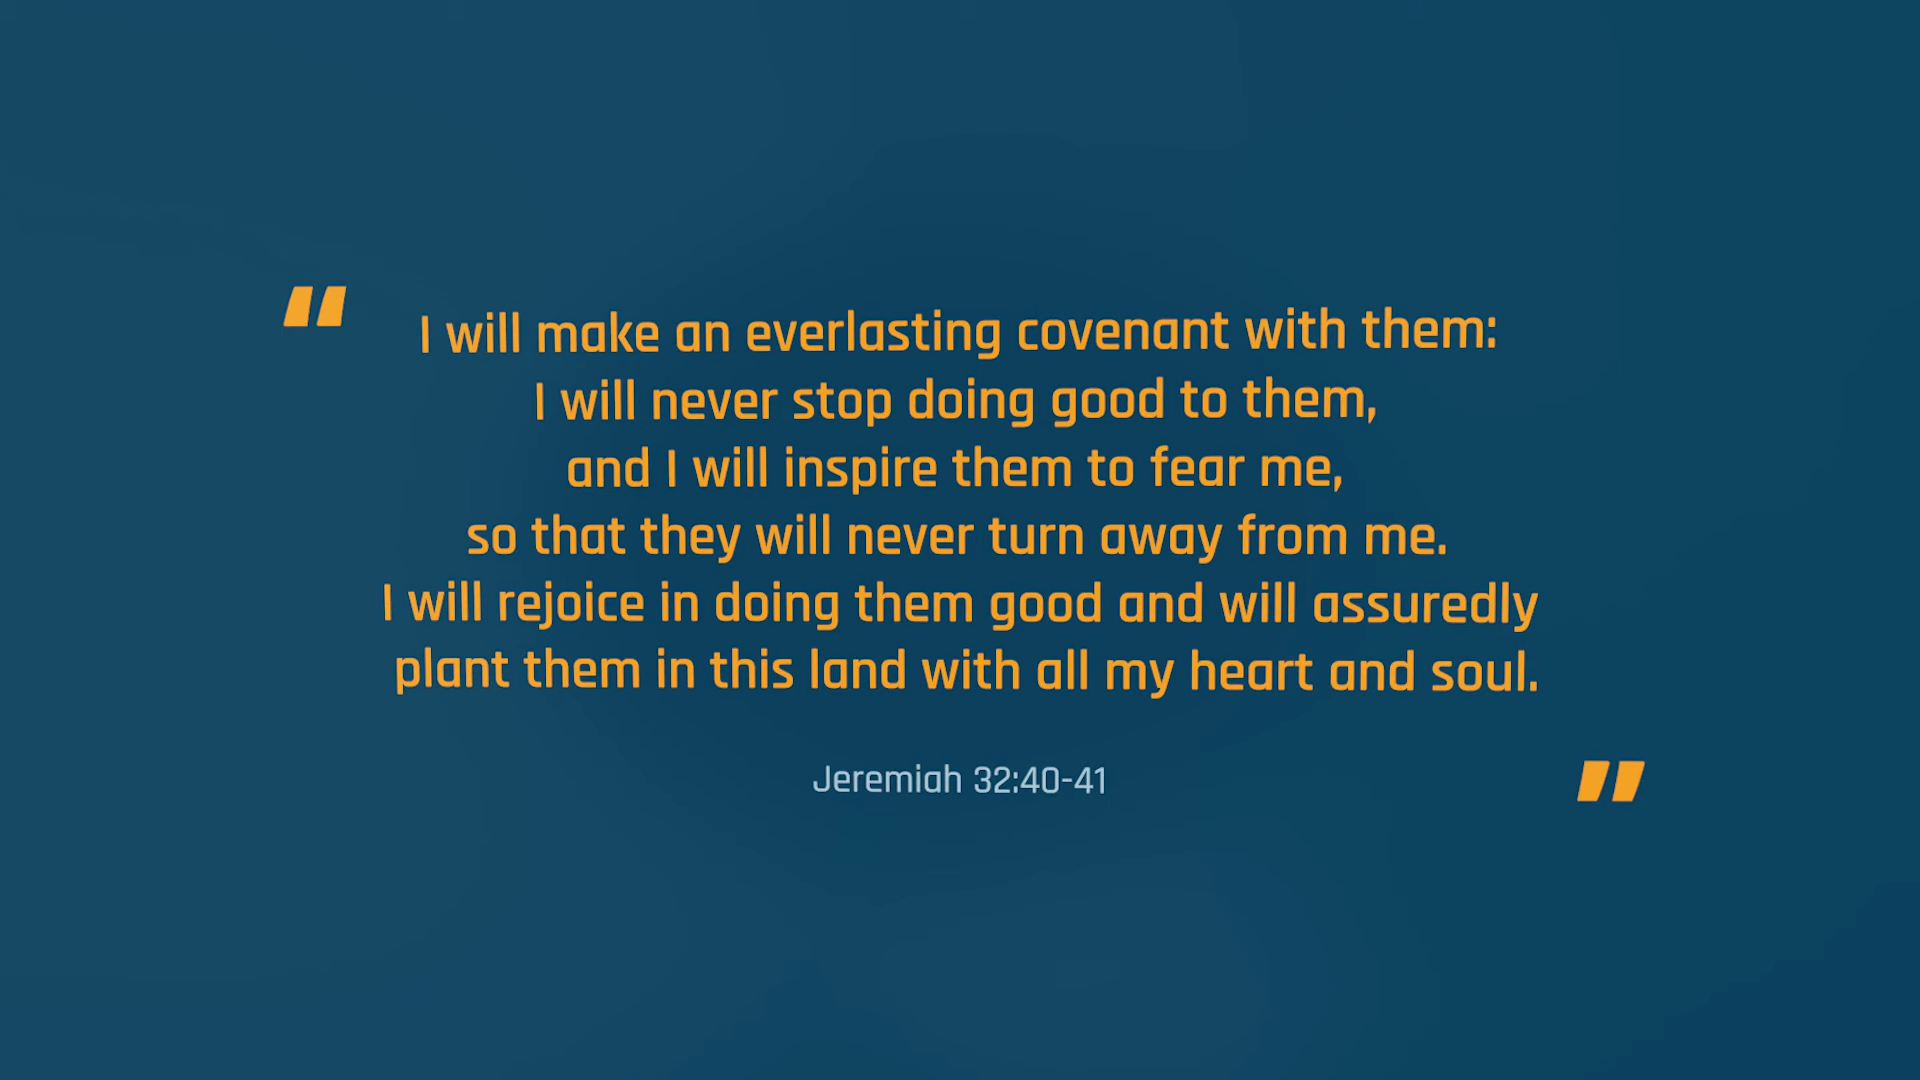 “ I will make an everlasting covenant with them:
I will never stop doing good to them,
and I will inspire them to fear me,
so that they will never turn away from me.
I will rejoice in doing them good and will assuredly
plant them in this land with all my heart and soul.
Jeremiah 32:40-41 ”